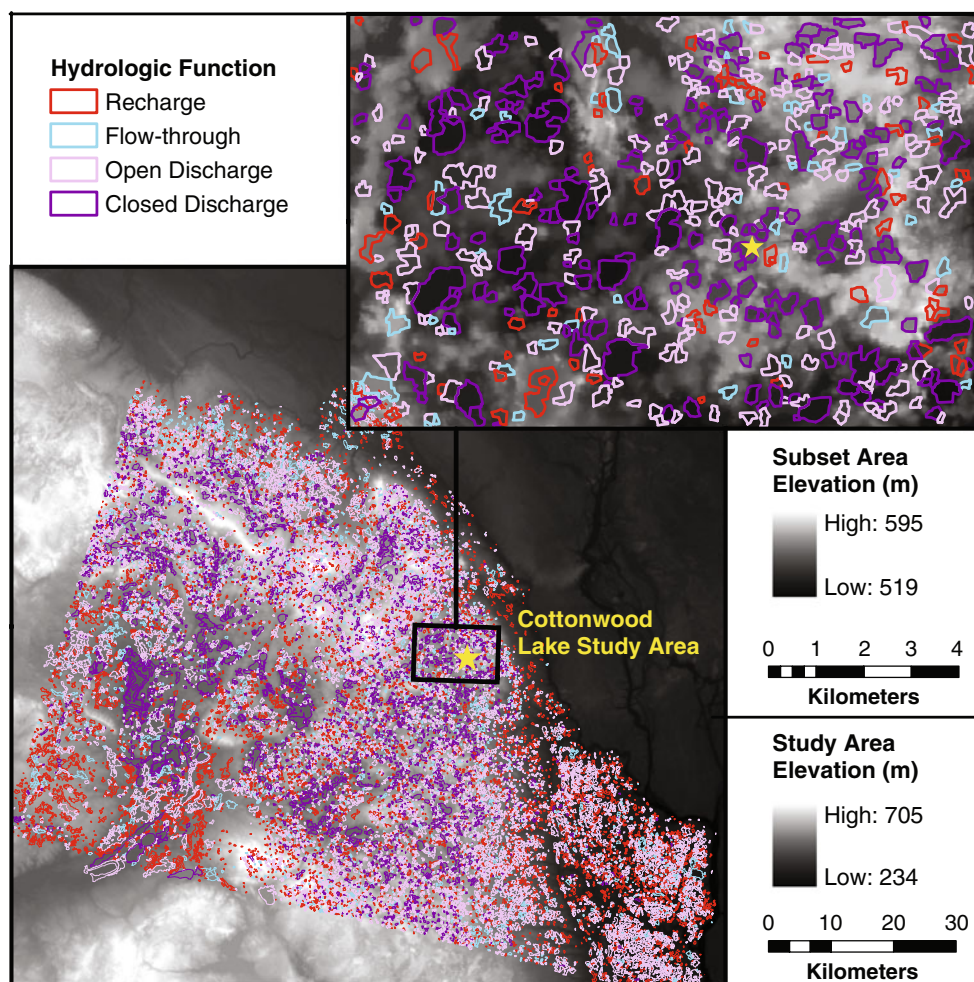 Hydrologic Function
Recharge
Flow-through
Open Discharge
Closed Discharge
Cottonwood
Lake Study Area
Subset Area
Elevation (m)
High: 595
Low: 519
0 1 2 3 4
Kilometers
Study Area
Elevation (m)
High: 705
Low: 234
0 10 20 30
Kilometers